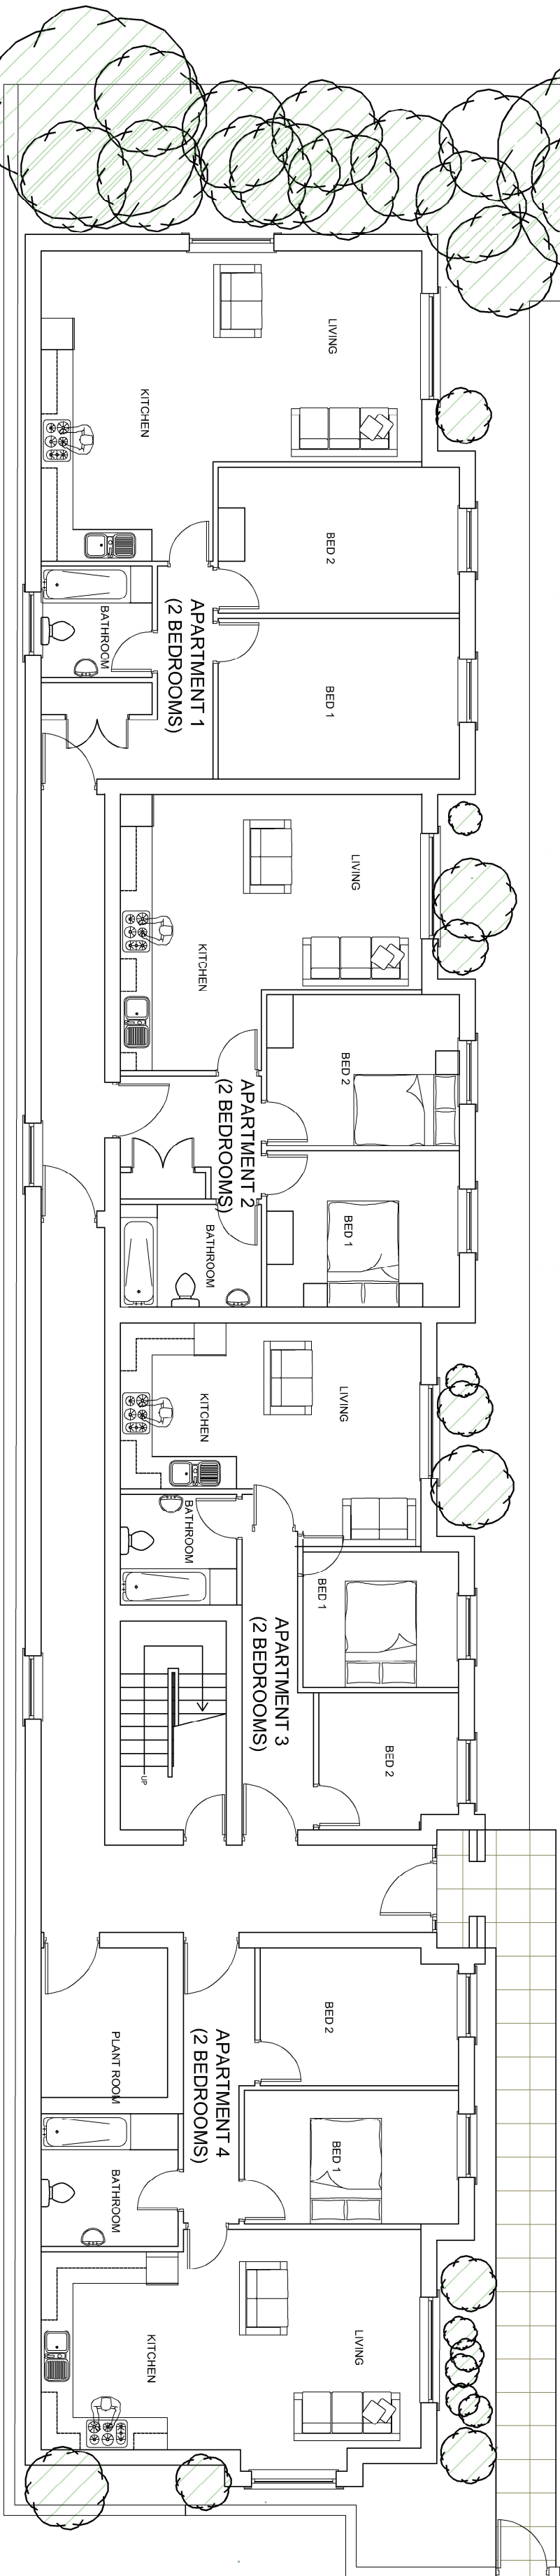 LIVING
KITCHEN
BED 2
BATHROOM
APARTMENT 1
(2 BEDROOMS)
BED 1
LIVING
KITCHEN
BED 2
APARTMENT 2
(2 BEDROOMS)
BED 1
BATHROOM
LIVING
KITCHEN
BATHROOM
BED 1
APARTMENT 3
(2 BEDROOMS)
BED 2
UP
BED 2
APARTMENT 4
(2 BEDROOMS)
PLANT ROOM
BED 1
BATHROOM
LIVING
KITCHEN